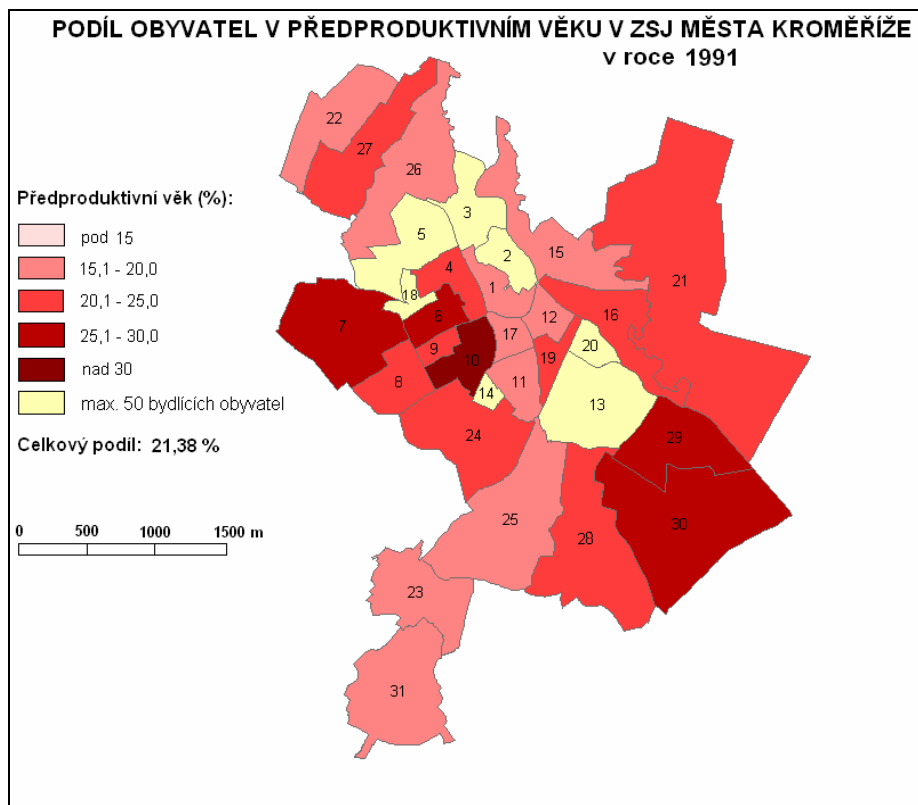 PODÍL OBYVATEL V PŘEDPRODUKTIVNÍM VĚKU V ZSJ MĚSTA KROMĚŘÍŽE
v roce 1991
22
27
26
3
5
2
15
4
21
1
18
16
7
6
12
17
20
9
19
10
8
11
14
13
24
29
25
30
28
23
31
Předproduktivní věk (%):
pod 15
15,1 - 20,0
20,1 - 25,0
25,1 - 30,0
nad 30
max. 50 bydlících obyvatel
Celkový podíl: 21,38 %
0 500 1000 1500 m